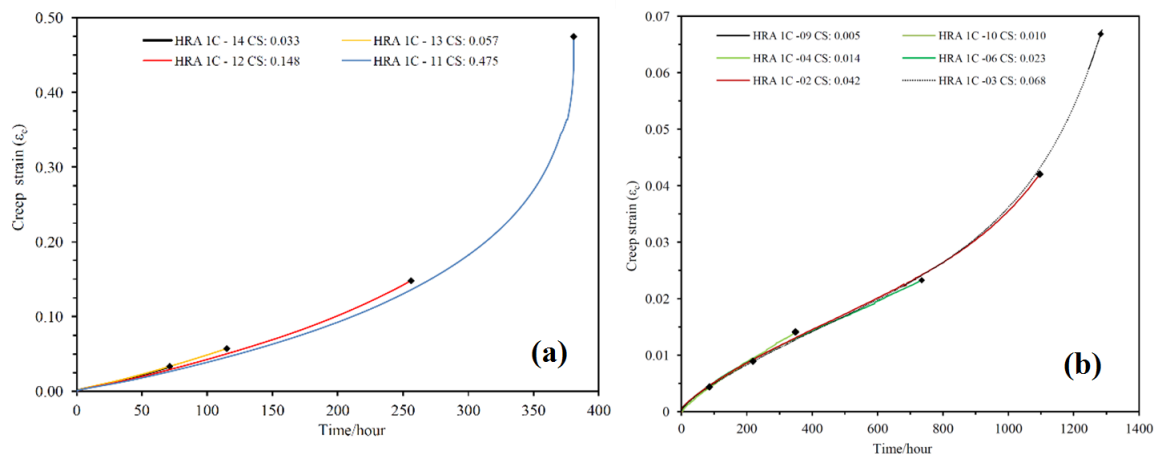 0.50
0.40
0.30
0.20
0.10
0.00
Creep strain (εc)
HRA 1C - 14 CS: 0.033
HRA 1C - 13 CS: 0.057
HRA 1C - 12 CS: 0.148
HRA 1C - 11 CS: 0.475
(a)
0 50 100 150 200 250 300 350 400
Time/hour
0.07
0.06
0.05
0.04
0.03
0.02
0.01
0
Creep strain (εc)
HRA 1C -09 CS: 0.005
HRA 1C -10 CS: 0.010
HRA 1C -04 CS: 0.014
HRA 1C -06 CS: 0.023
HRA 1C -02 CS: 0.042
HRA 1C -03 CS: 0.068
(b)
0 200 400 600 800 1000 1200 1400
Time/hour